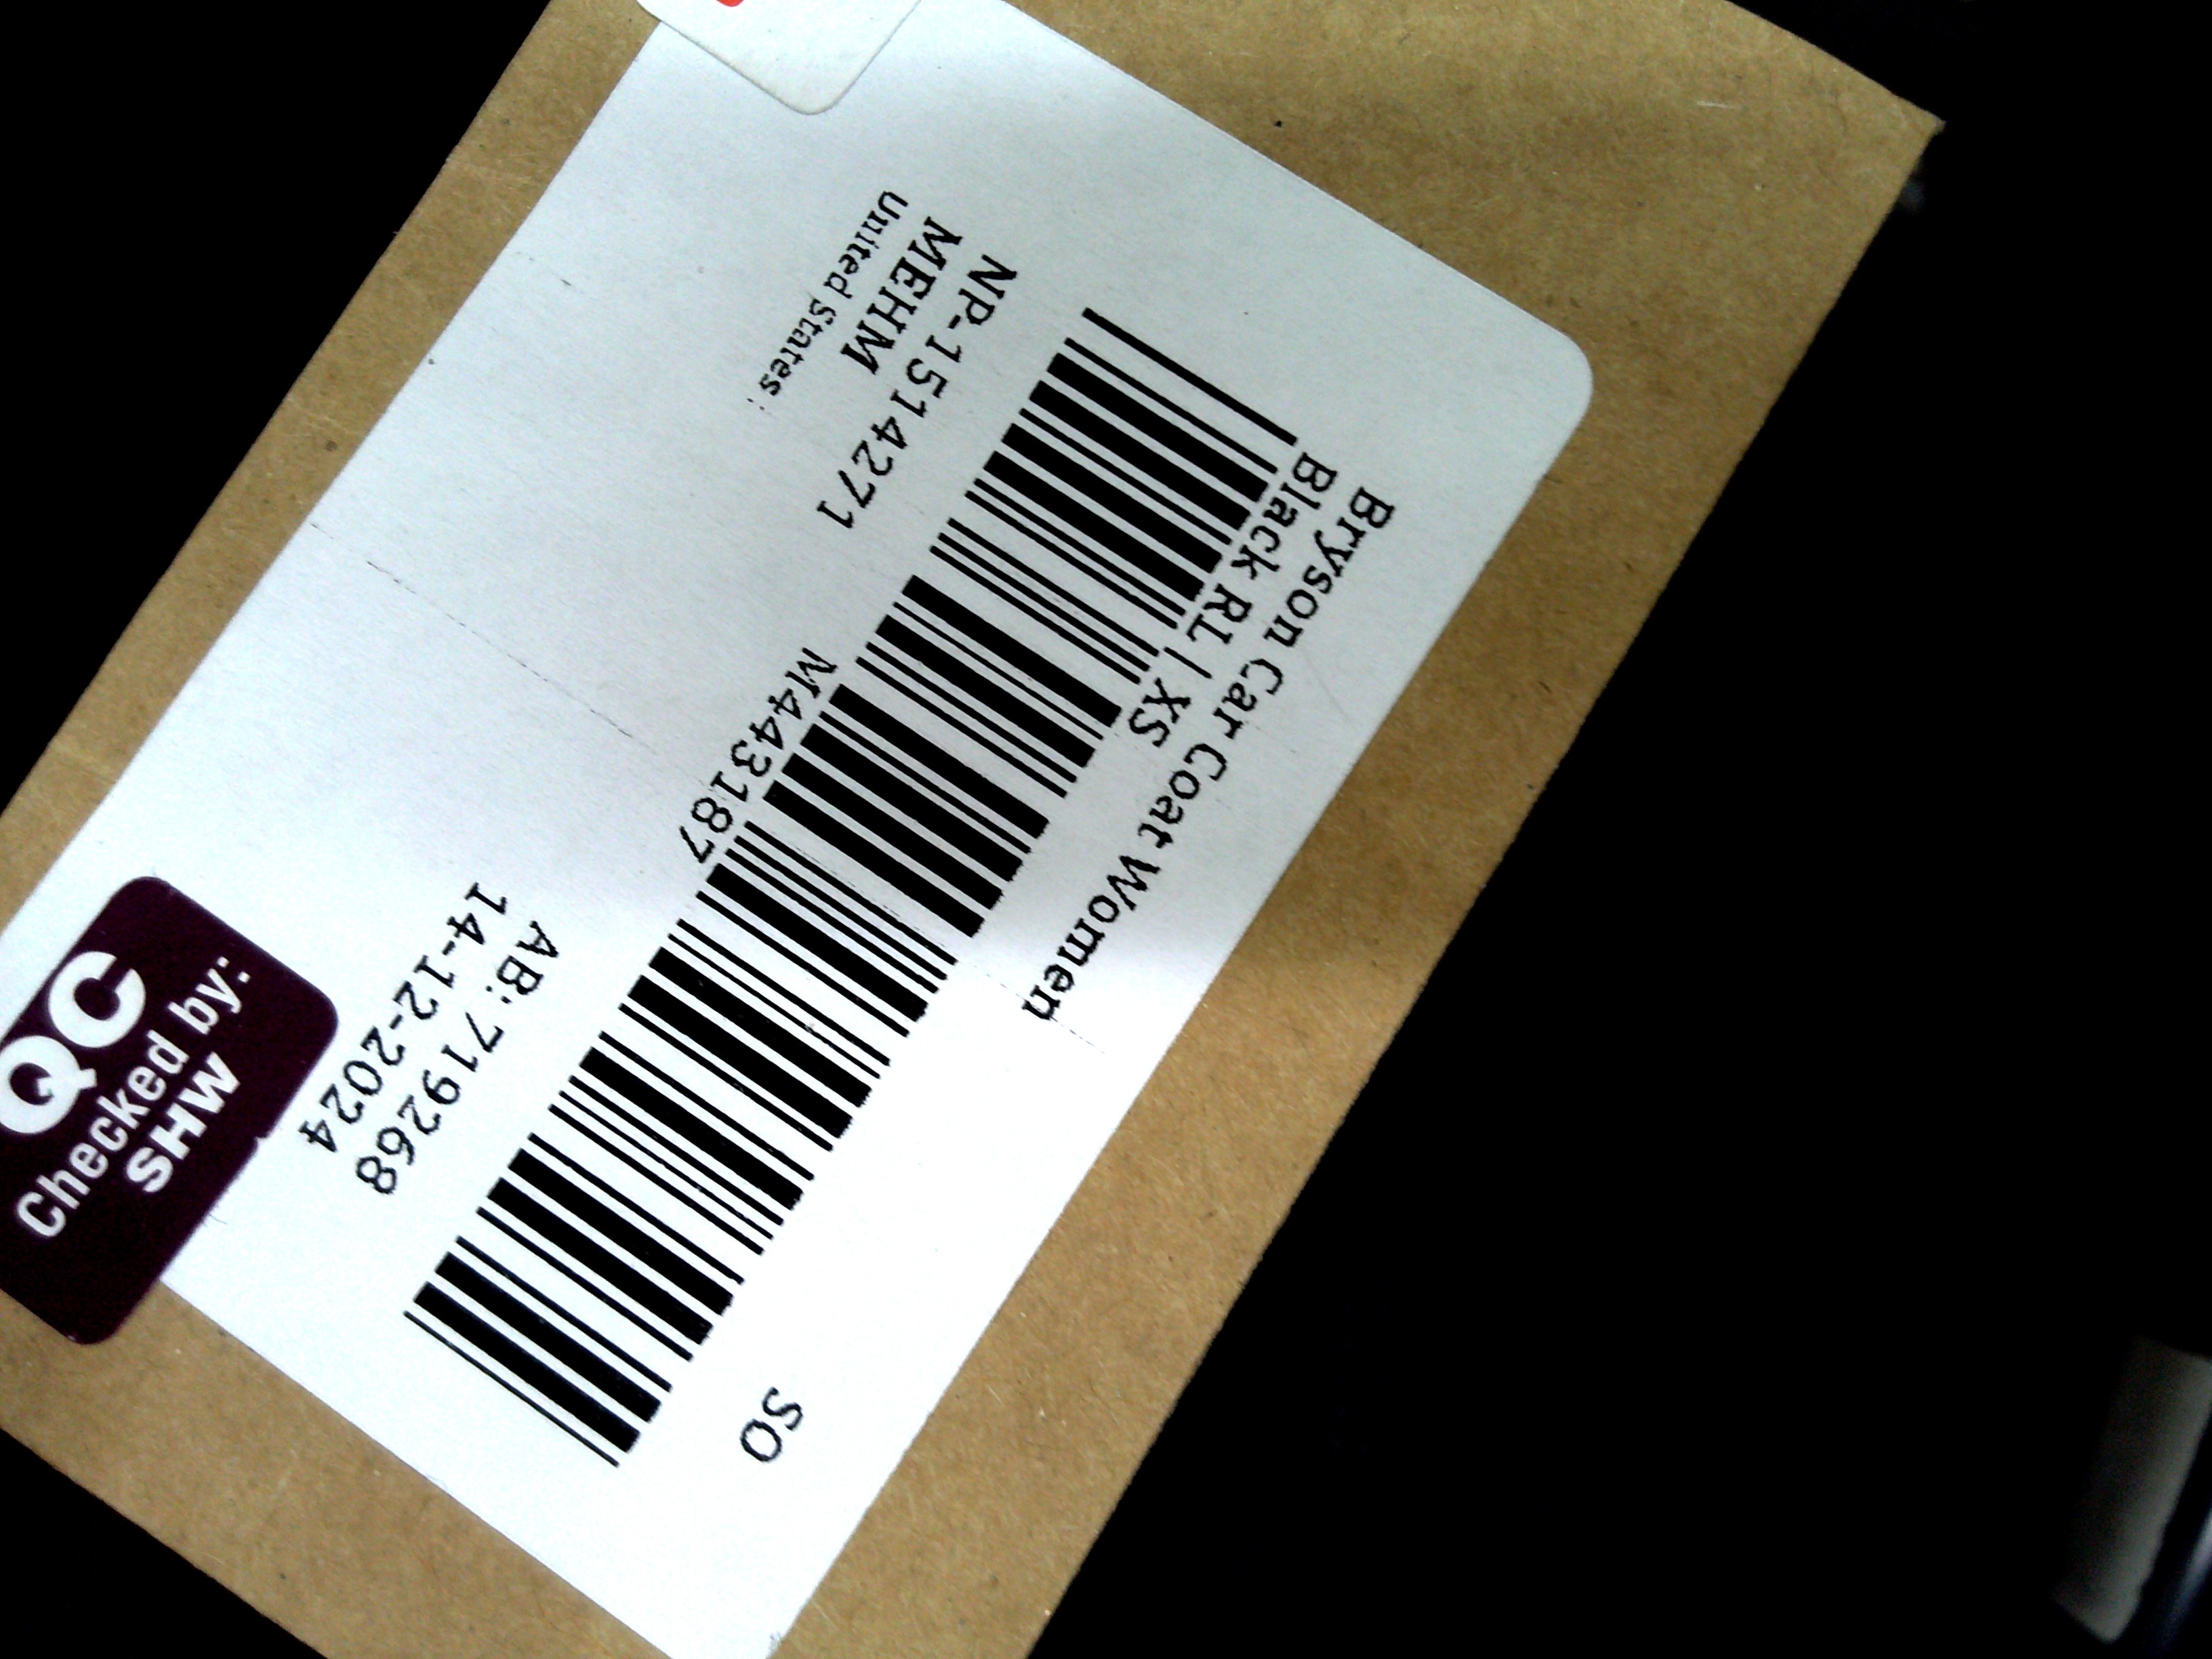 Bryson Car Coat Women
Black RL | XS
SO
M443187
NP-1514271
MEHM
United States :
AB: 719268
14-12-2024
QC
Checked by:
SHW